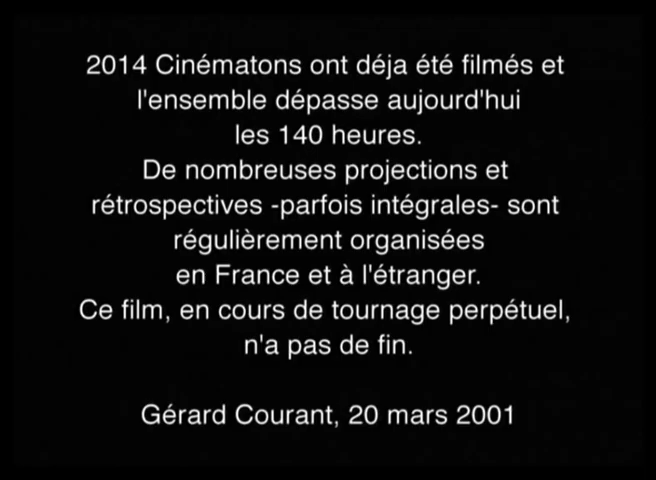 2014 Cinématons ont déja été filmés et
l'ensemble dépasse aujourd'hui
les 140 heures.
De nombreuses projections et
rétrospectives -parfois intégrales- sont
régulièrement organisées
en France et à l'étranger.
Ce film, en cours de tournage perpétuel,
n'a pas de fin.
Gérard Courant, 20 mars 2001